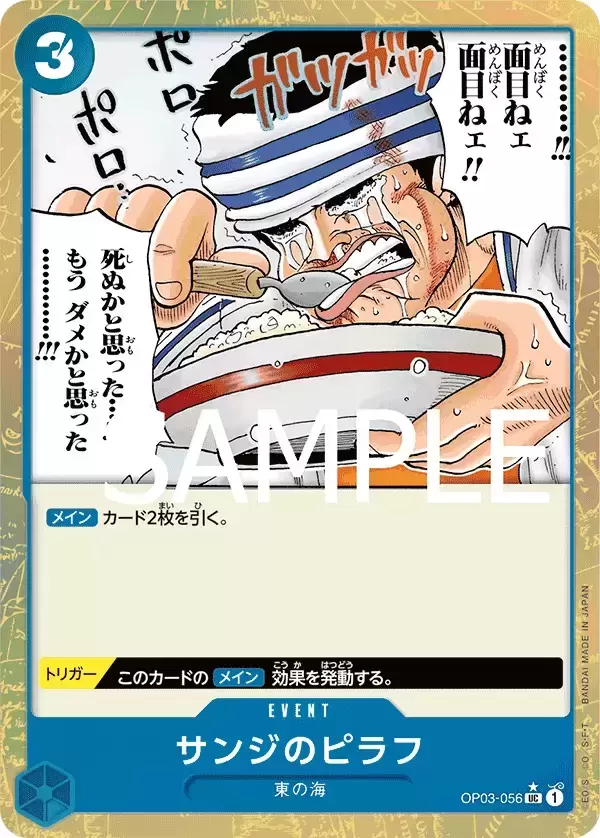 3
………!!
面目ねェ
面目ねェ!!
ガツガツガツ
ポロ
ポロ
死ぬかと思った…
もう ダメかと思った
………!!!
SAMPLE
メイン カード2枚を引く。
トリガー このカードの メイン 効果を発動する。
EVENT
サンジのピラフ
東の海
OP03-056 UC 1
BANDAI MADE IN JAPAN